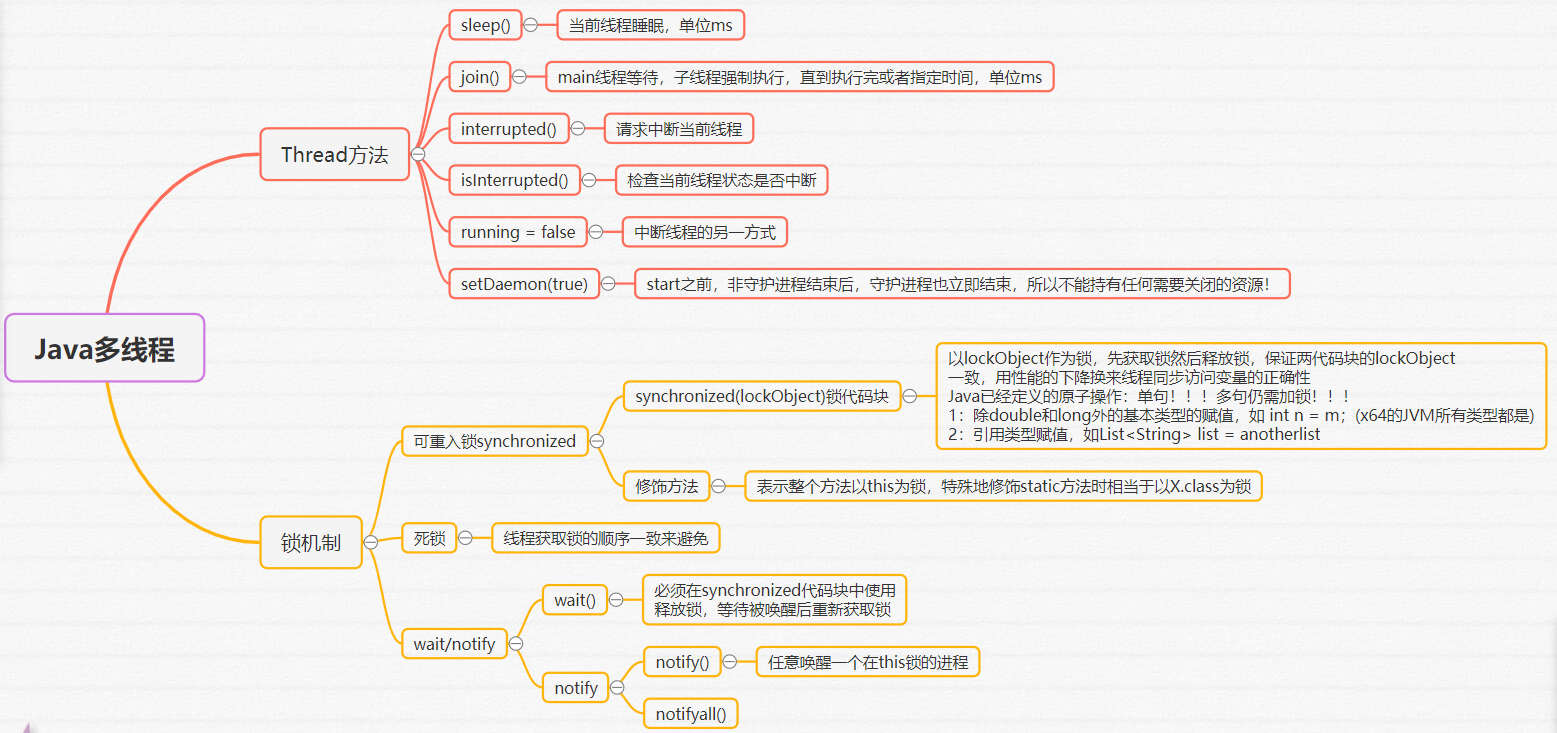 Java多线程
Thread方法
sleep()
当前线程睡眠，单位ms
join()
main线程等待，子线程强制执行，直到执行完或者指定时间，单位ms
interrupted()
请求中断当前线程
isInterrupted()
检查当前线程状态是否中断
running = false
中断线程的另一方式
setDaemon(true)
start之前，非守护进程结束后，守护进程也立即结束，所以不能持有任何需要关闭的资源！
锁机制
可重入锁synchronized
synchronized(lockObject)锁代码块
以lockObject作为锁，先获取锁然后释放锁，保证两代码块的lockObject
一致，用性能的下降换来线程同步访问变量的正确性
Java已经定义的原子操作：单句！！！多句仍需加锁！！！
1：除double和long外的基本类型的赋值，如 int n = m；(x64的JVM所有类型都是)
2：引用类型赋值，如List<String> list = anotherlist
修饰方法
表示整个方法以this为锁，特殊地修饰static方法时相当于以X.class为锁
死锁
线程获取锁的顺序一致来避免
wait/notify
wait()
必须在synchronized代码块中使用
释放锁，等待被唤醒后重新获取锁
notify
notify()
任意唤醒一个在this锁的进程
notifyall()